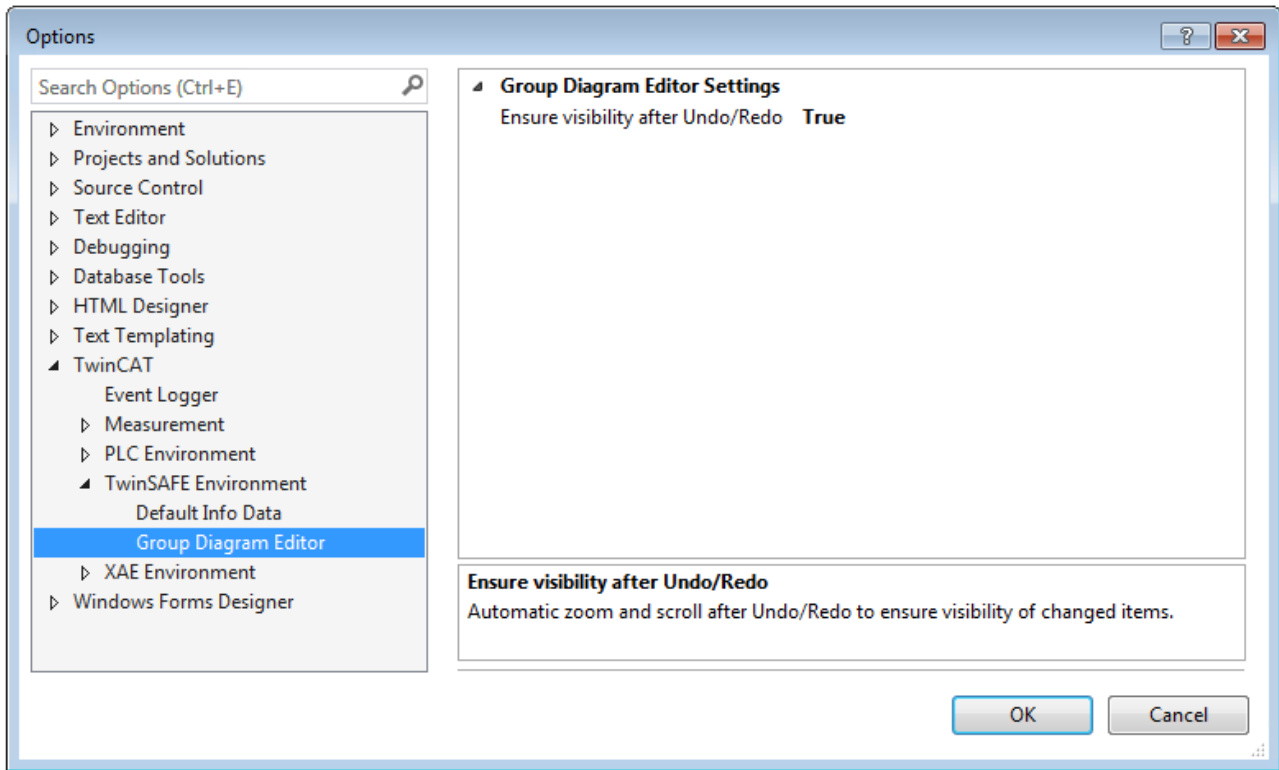 Options
Search Options (Ctrl+E)
Environment
Projects and Solutions
Source Control
Text Editor
Debugging
Database Tools
HTML Designer
Text Templating
TwinCAT
Event Logger
Measurement
PLC Environment
TwinSAFE Environment
Default Info Data
Group Diagram Editor
XAE Environment
Windows Forms Designer
Group Diagram Editor Settings
Ensure visibility after Undo/Redo True
Ensure visibility after Undo/Redo
Automatic zoom and scroll after Undo/Redo to ensure visibility of changed items.
OK Cancel